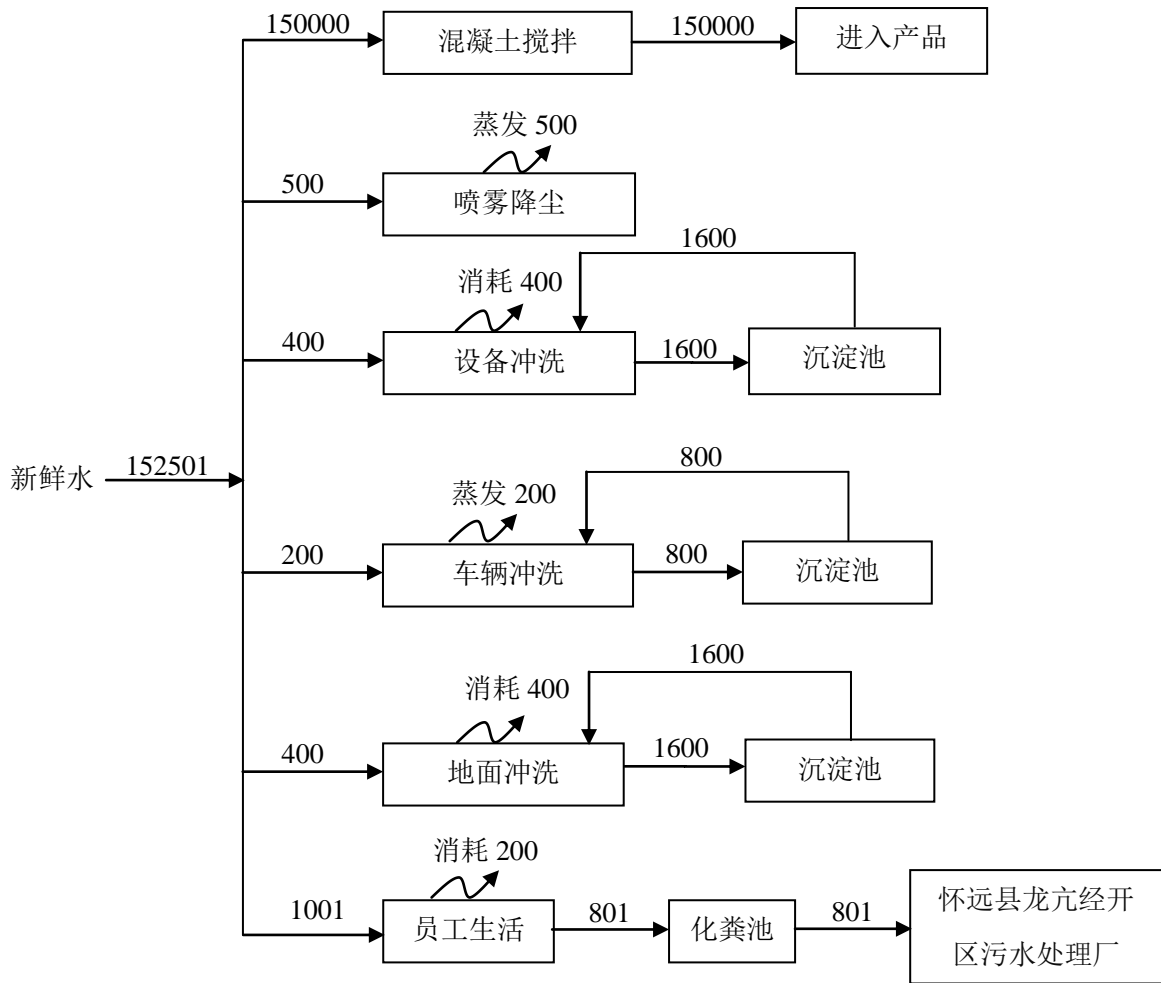 150000
混凝土搅拌
150000
进入产品
蒸发 500
500
喷雾降尘
1600
消耗 400
400
设备冲洗
1600
沉淀池
新鲜水
152501
800
蒸发 200
200
车辆冲洗
800
沉淀池
1600
消耗 400
400
地面冲洗
1600
沉淀池
消耗 200
1001
员工生活
801
化粪池
801
怀远县龙亢经开
区污水处理厂